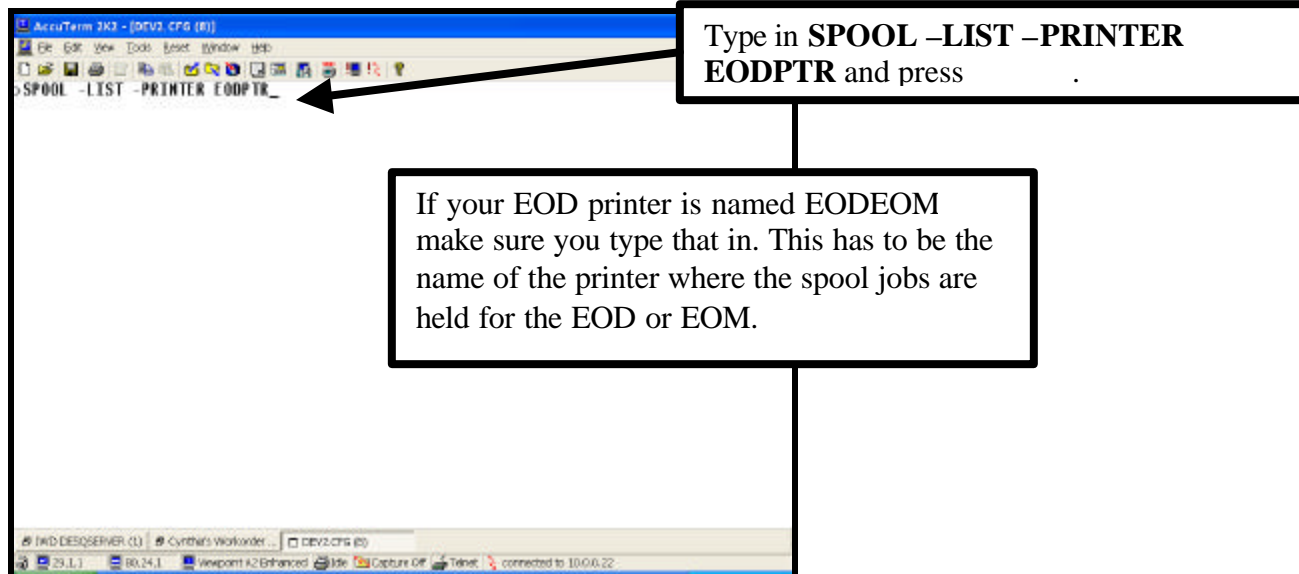 AccuTerm 2K2 - [DEV2.CFG (8)]
File Edit View Tools Reset Window Help
>SPOOL -LIST -PRINTER EODPTR_
Type in SPOOL –LIST –PRINTER
EODPTR and press .
If your EOD printer is named EODEOM
make sure you type that in. This has to be the
name of the printer where the spool jobs are
held for the EOD or EOM.
IWD DESQSERVER (1) Cynthia's Workorder ... DEV2.CFG (8)
29,1,1 80,24,1 Viewpoint A2 Enhanced Idle Capture Off Telnet connected to 10.0.0.22